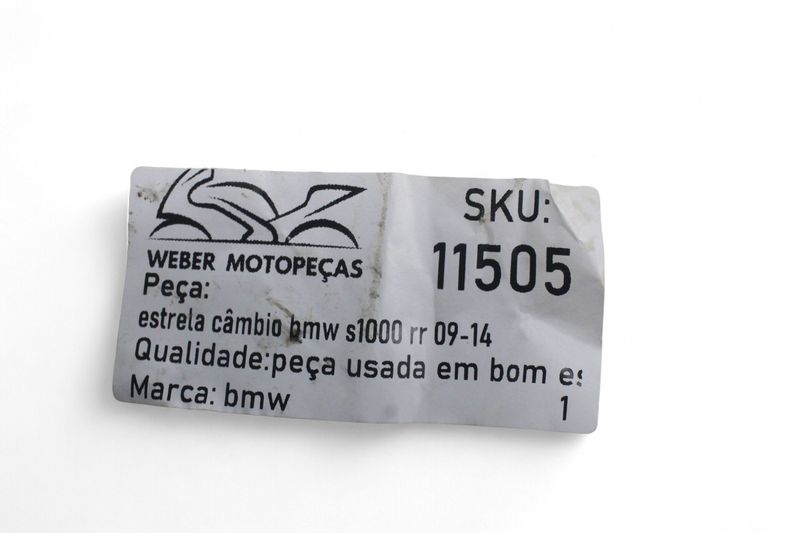 WEBER MOTOPEÇAS
SKU:
11505
Peça:
estrela câmbio bmw s1000 rr 09-14
Qualidade:peça usada em bom es
Marca: bmw
1